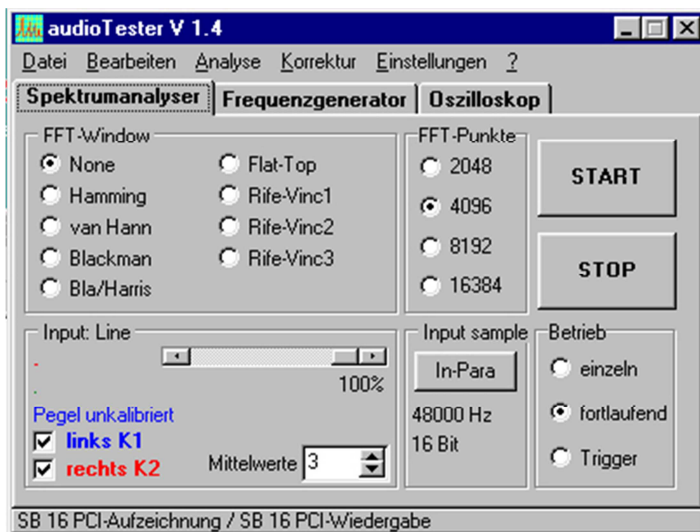 audioTester V 1.4
Datei Bearbeiten Analyse Korrektur Einstellungen ?
Spektrumanalyser Frequenzgenerator Oszilloskop
FFT-Window
None Flat-Top
Hamming Rife-Vinc1
van Hann Rife-Vinc2
Blackman Rife-Vinc3
Bla/Harris
FFT-Punkte
2048
4096
8192
16384
START
STOP
Input: Line
100%
Pegel unkalibriert
links K1
rechts K2
Mittelwerte 3
Input sample
In-Para
48000 Hz
16 Bit
Betrieb
einzeln
fortlaufend
Trigger
SB 16 PCI-Aufzeichnung / SB 16 PCI-Wiedergabe